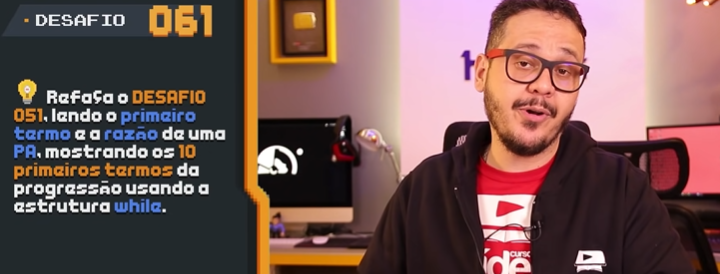 DESAFIO 061
Refaça o DESAFIO
051, lendo o primeiro
termo e a razão de uma
PA, mostrando os 10
primeiros termos da
progressão usando a
estrutura while.
curso